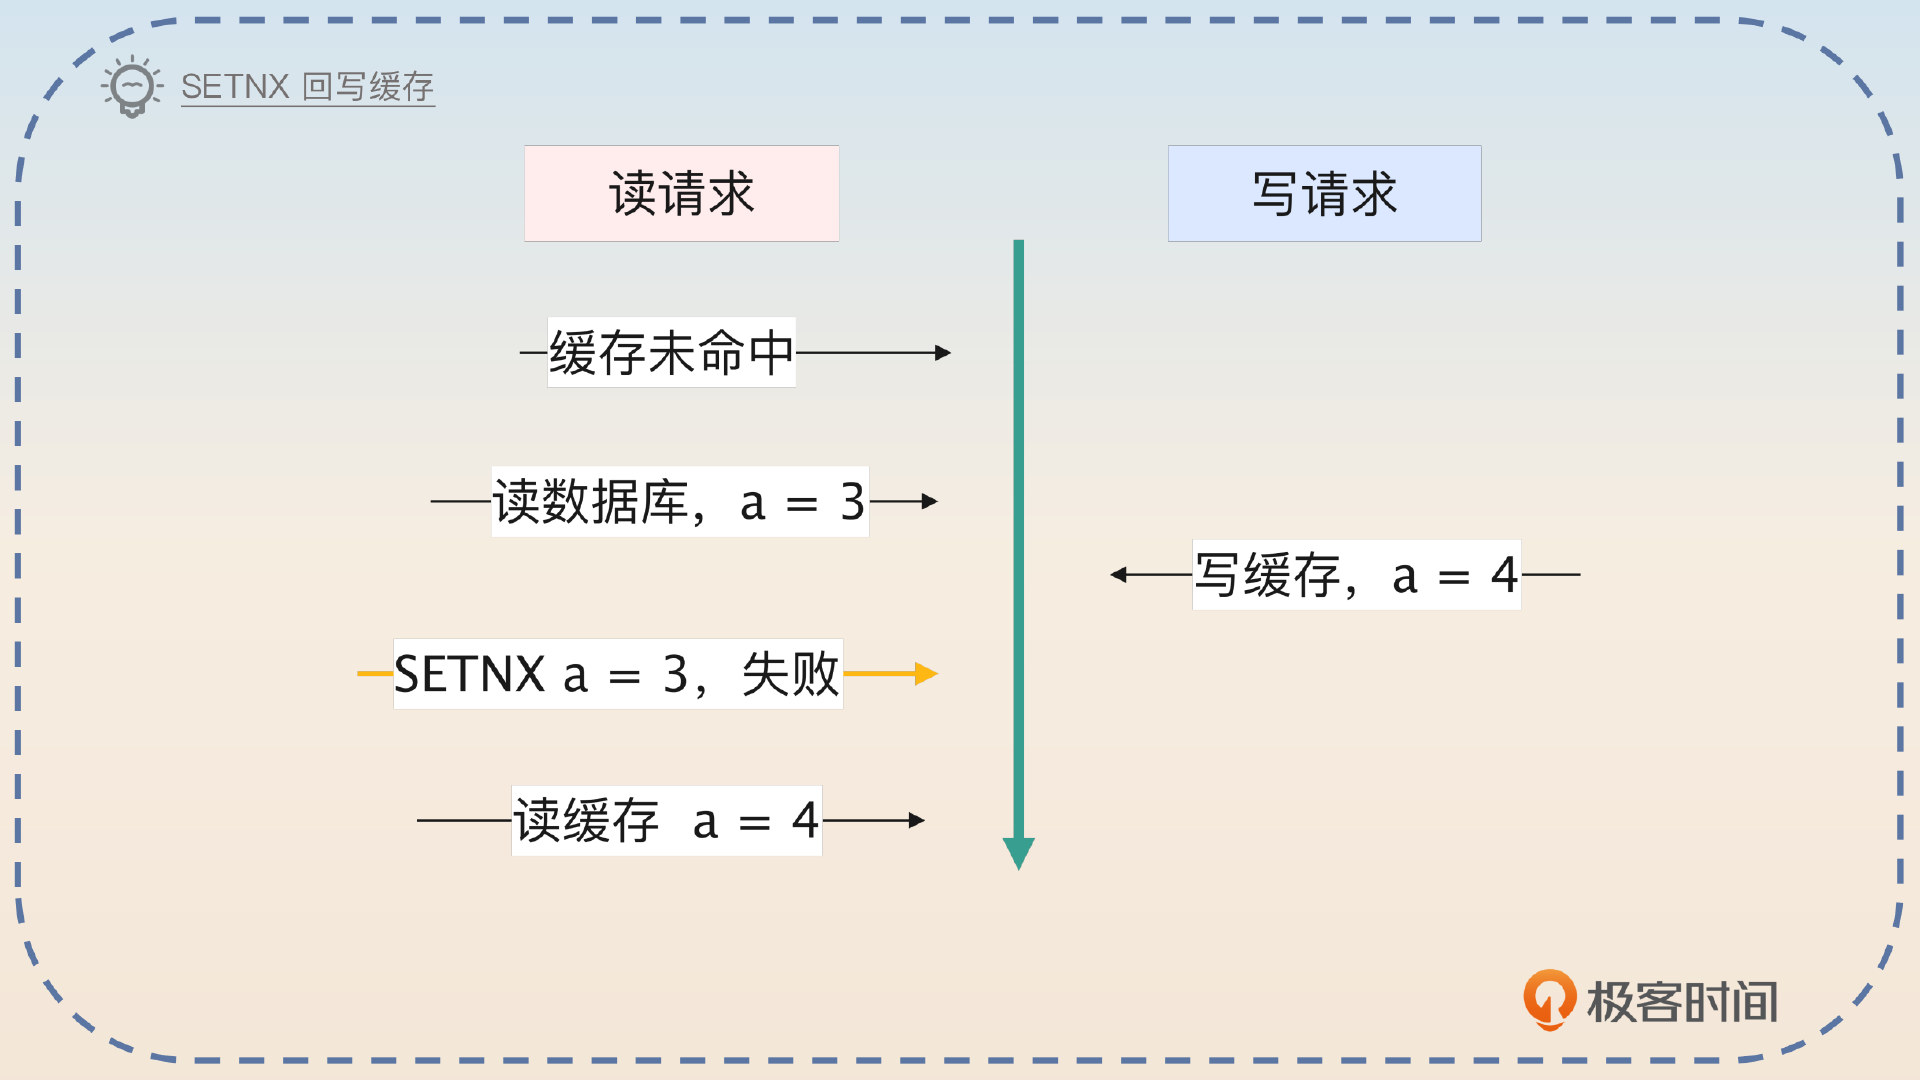 SETNX 回写缓存
读请求
写请求
缓存未命中
读数据库，a = 3
写缓存，a = 4
SETNX a = 3，失败
读缓存 a = 4
极客时间